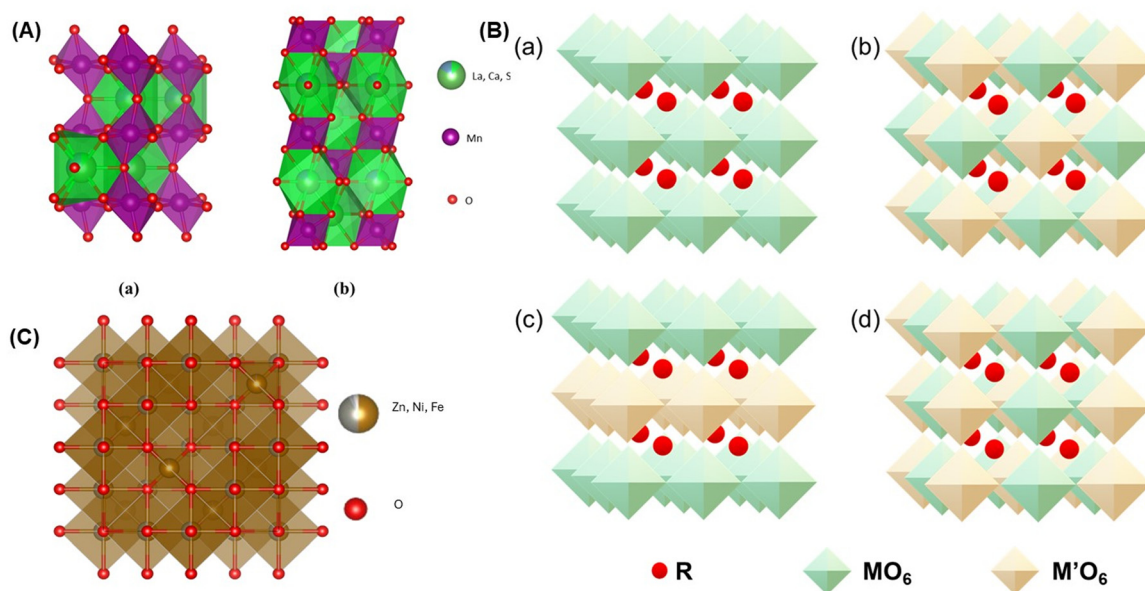 (A)
La, Ca, S
Mn
O
(a)
(b)
(B)
(a)
(b)
(c)
(d)
R
MO₆
M’O₆
(C)
Zn, Ni, Fe
O